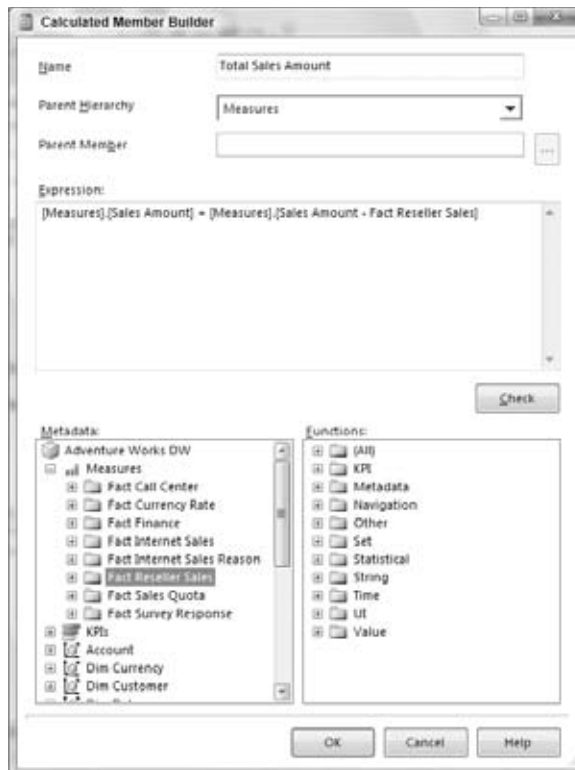 Calculated Member Builder
Name
Total Sales Amount
Parent Hierarchy
Measures
Parent Member
...
Expression:
[Measures].[Sales Amount] + [Measures].[Sales Amount - Fact Reseller Sales]
Check
Metadata:
Adventure Works DW
Measures
Fact Call Center
Fact Currency Rate
Fact Finance
Fact Internet Sales
Fact Internet Sales Reason
Fact Reseller Sales
Fact Sales Quota
Fact Survey Response
KPIs
Account
Dim Currency
Dim Customer
Functions:
(All)
KPI
Metadata
Navigation
Other
Set
Statistical
String
Time
UI
Value
OK
Cancel
Help